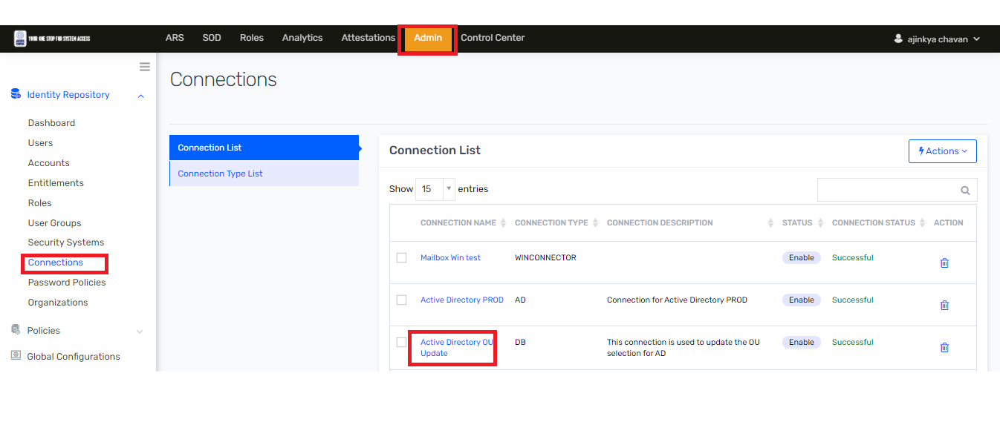 YOUR ONE STOP FOR SYSTEM ACCESS
ARS SOD Roles Analytics Attestations Admin Control Center
ajinkya chavan
Connections
Identity Repository
Dashboard
Users
Accounts
Entitlements
Roles
User Groups
Security Systems
Connections
Password Policies
Organizations
Policies
Global Configurations
Connection List
Connection Type List
Connection List
Actions
Show 15 entries
CONNECTION NAME CONNECTION TYPE CONNECTION DESCRIPTION STATUS CONNECTION STATUS ACTION
Mailbox Win test WINCONNECTOR Enable Successful
Active Directory PROD AD Connection for Active Directory PROD Enable Successful
Active Directory OU DB This connection is used to update the OU Enable Successful
Update selection for AD